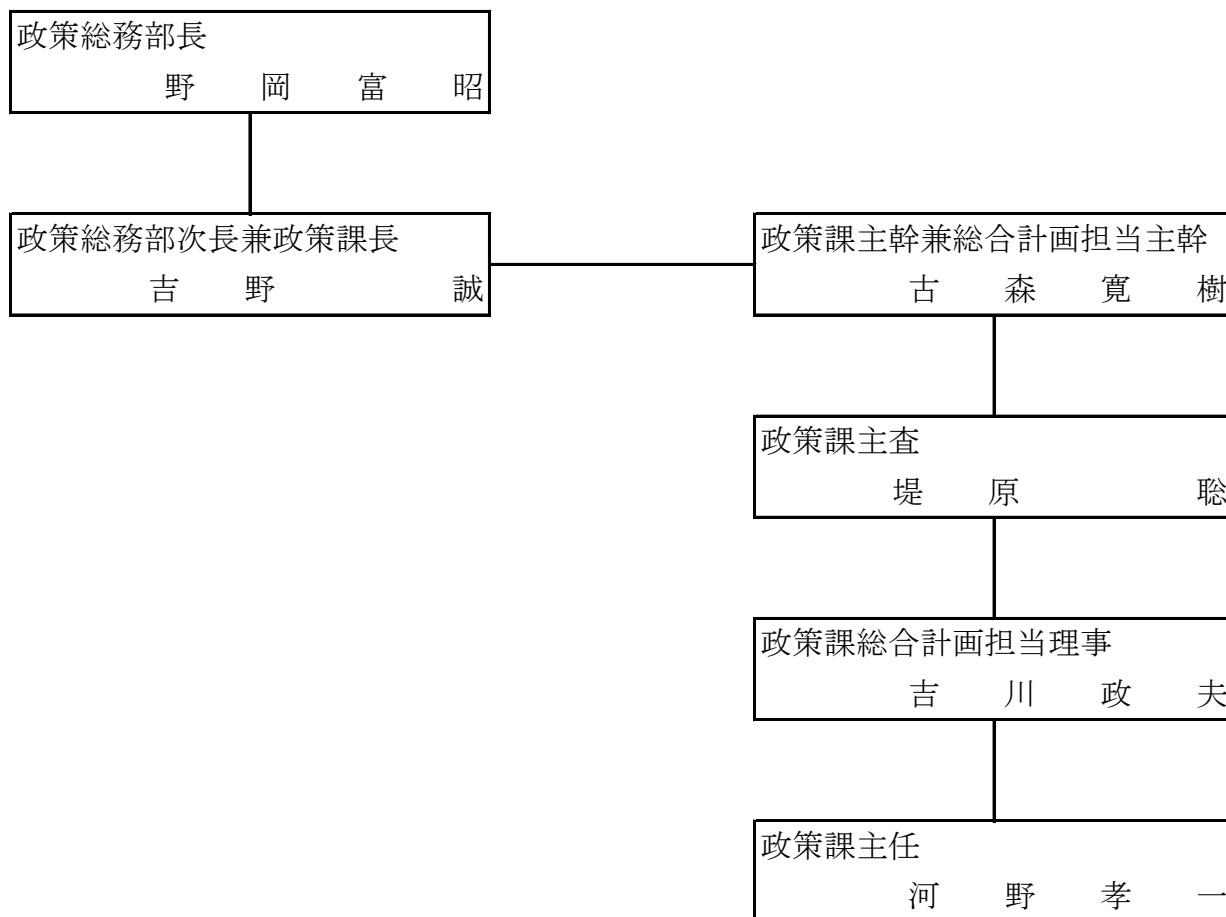 政策総務部長
野岡富昭
政策総務部次長兼政策課長
吉野誠
政策課主幹兼総合計画担当主幹
古森寛樹
政策課主査
堤原聡
政策課総合計画担当理事
吉川政夫
政策課主任
河野孝一